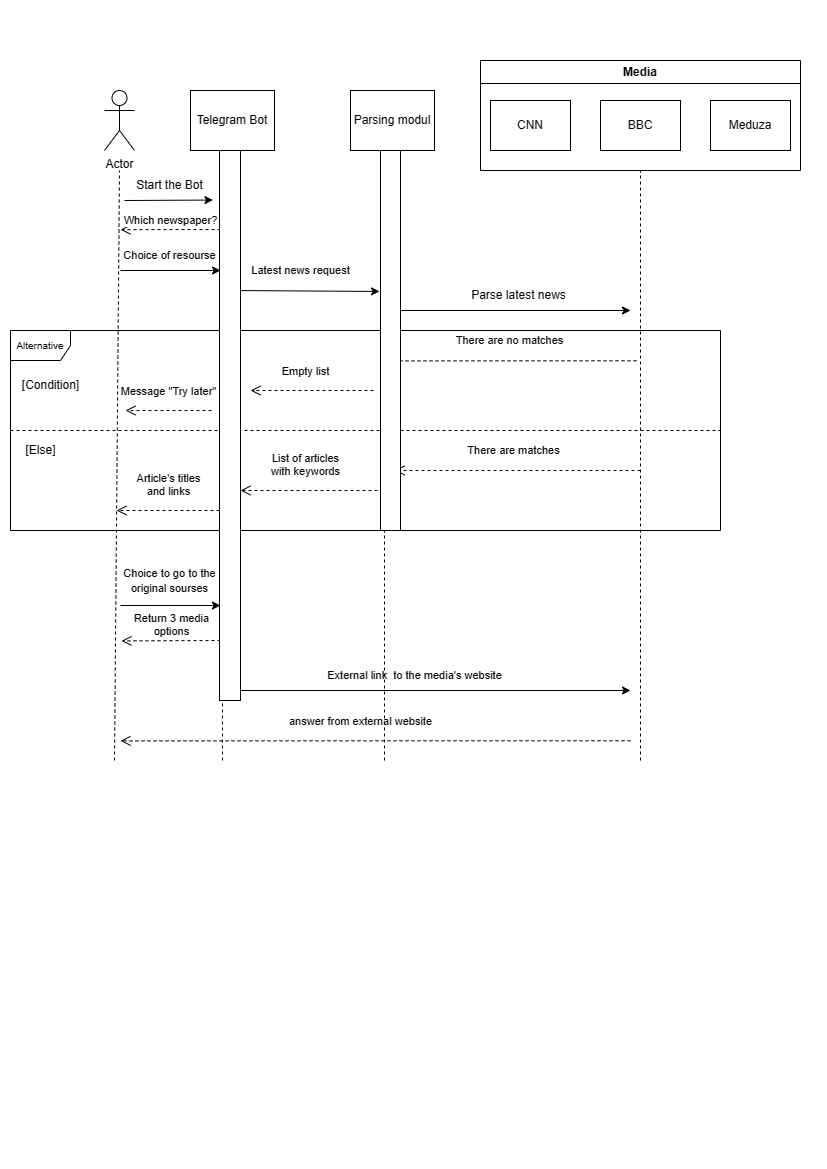 Media
Telegram Bot
Parsing modul
CNN
BBC
Meduza
Actor
Start the Bot
Which newspaper?
Choice of resourse
Latest news request
Parse latest news
Alternative
There are no matches
[Condition]
Empty list
Message "Try later"
[Else]
There are matches
List of articles
with keywords
Article's titles
and links
Choice to go to the
original sourses
Return 3 media
options
External link  to the media's website
answer from external website